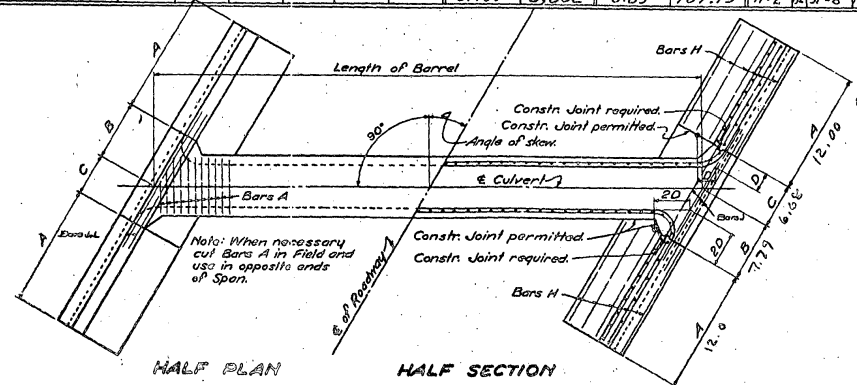 A
Length of Barrel
Bars H
Constr. Joint required.
Constr. Joint permitted.
90°
Angle of skew.
A
12.00
B
C
D
C
6.08
₵ Culvert
Bars A
20
Bars J
20
B
7.79
A
Note: When necessary
cut Bars A in Field and
use in opposite ends
of Span.
Constr. Joint permitted.
Constr. Joint required.
₵ of Roadway
Bars H
A
12.0
HALF PLAN
HALF SECTION